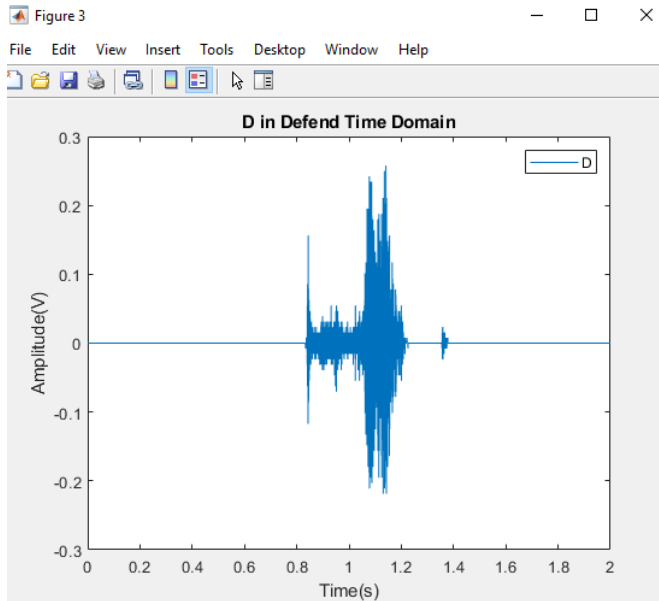 Figure 3
File Edit View Insert Tools Desktop Window Help
D in Defend Time Domain
D
0.3
0.2
0.1
0
-0.1
-0.2
-0.3
Amplitude(V)
0 0.2 0.4 0.6 0.8 1 1.2 1.4 1.6 1.8 2
Time(s)